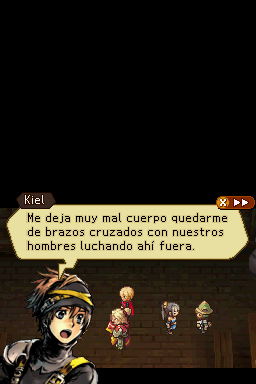 Kiel
Me deja muy mal cuerpo quedarme
de brazos cruzados con nuestros
hombres luchando ahí fuera.